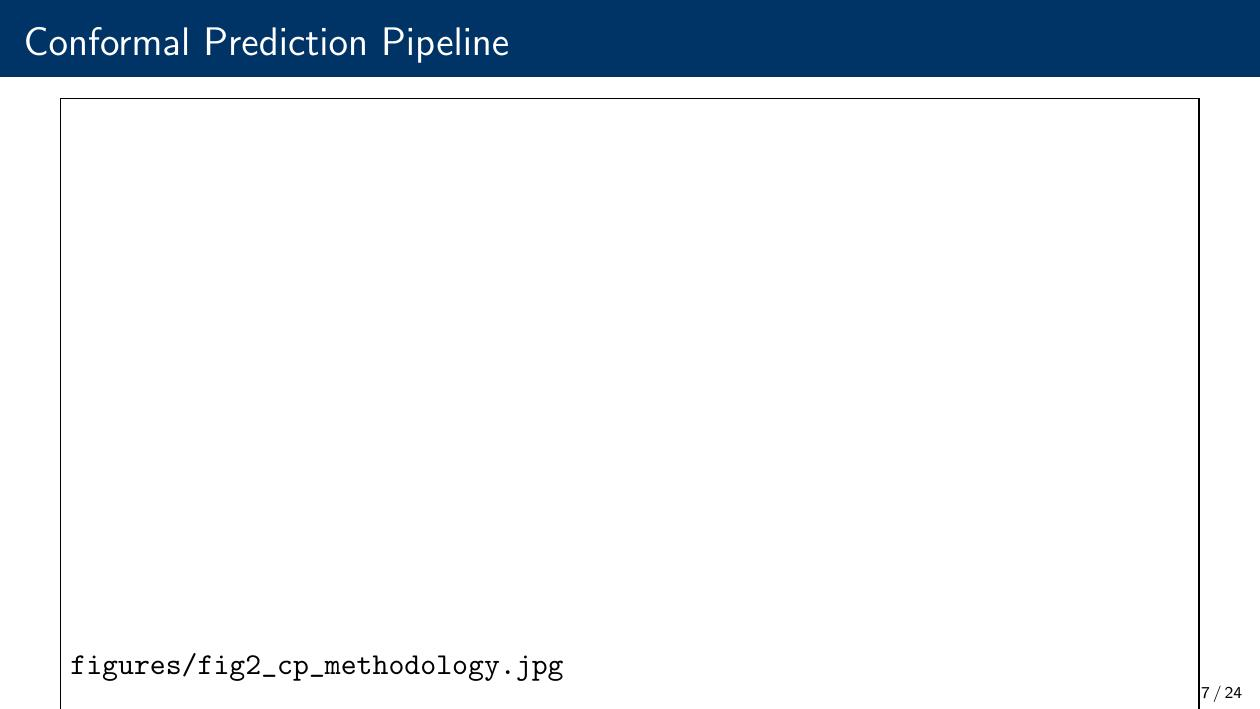 Conformal Prediction Pipeline
figures/fig2_cp_methodology.jpg
7 / 24